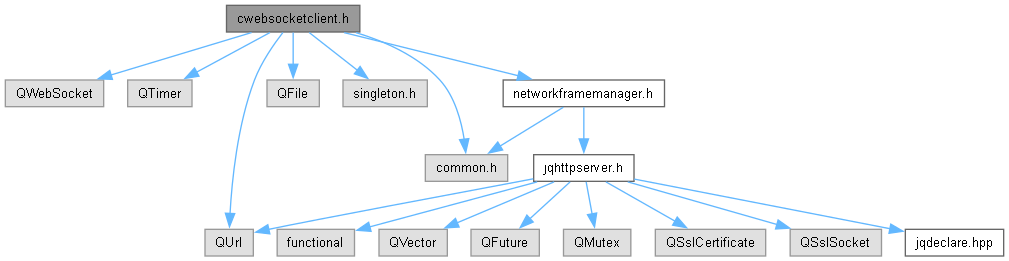 cwebsocketclient.h
QWebSocket
QTimer
QFile
singleton.h
networkframemanager.h
common.h
jqhttpserver.h
QUrl
functional
QVector
QFuture
QMutex
QSslCertificate
QSslSocket
jqdeclare.hpp